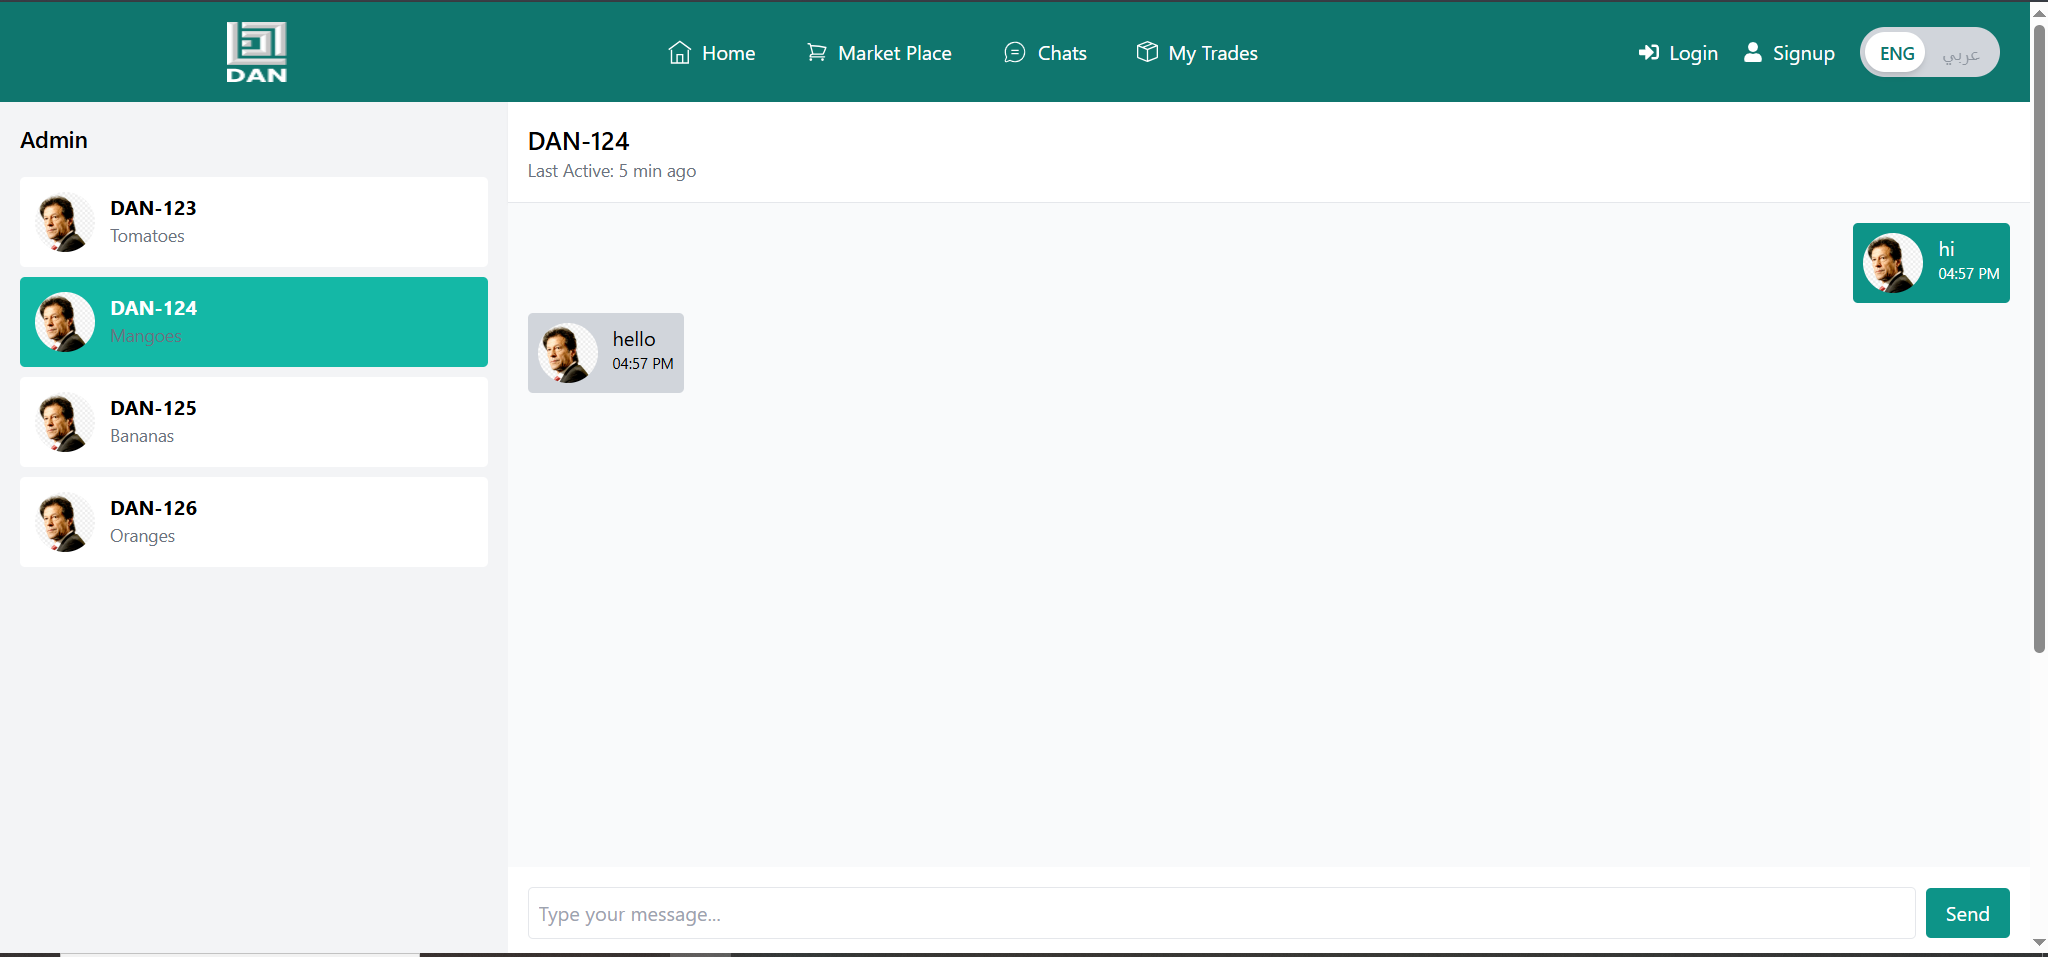 DAN
Home
Market Place
Chats
My Trades
Login
Signup
ENG
عربي
Admin
DAN-123
Tomatoes
DAN-124
Mangoes
DAN-125
Bananas
DAN-126
Oranges
DAN-124
Last Active: 5 min ago
hi
04:57 PM
hello
04:57 PM
Type your message...
Send